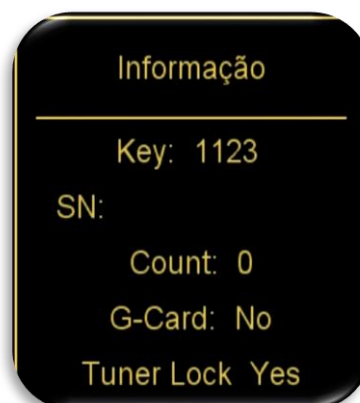 Informação
Key: 1123
SN:
Count: 0
G-Card: No
Tuner Lock Yes